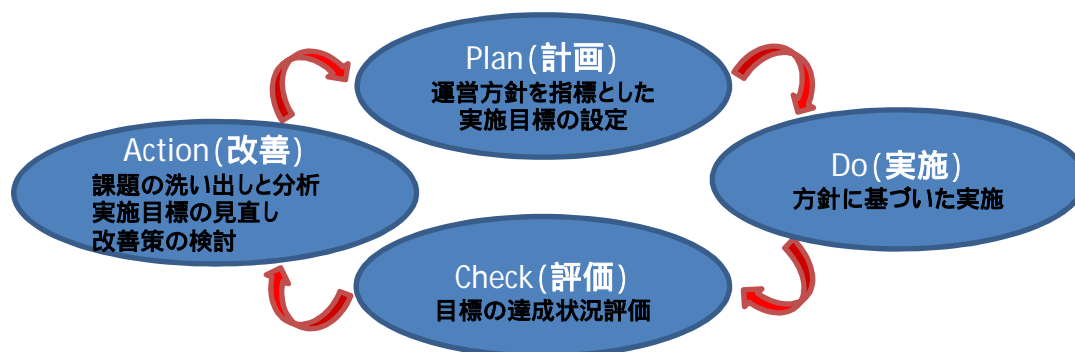 Plan(計画)
運営方針を指標とした
実施目標の設定
Do(実施)
方針に基づいた実施
Check(評価)
目標の達成状況評価
Action(改善)
課題の洗い出しと分析
実施目標の見直し
改善策の検討